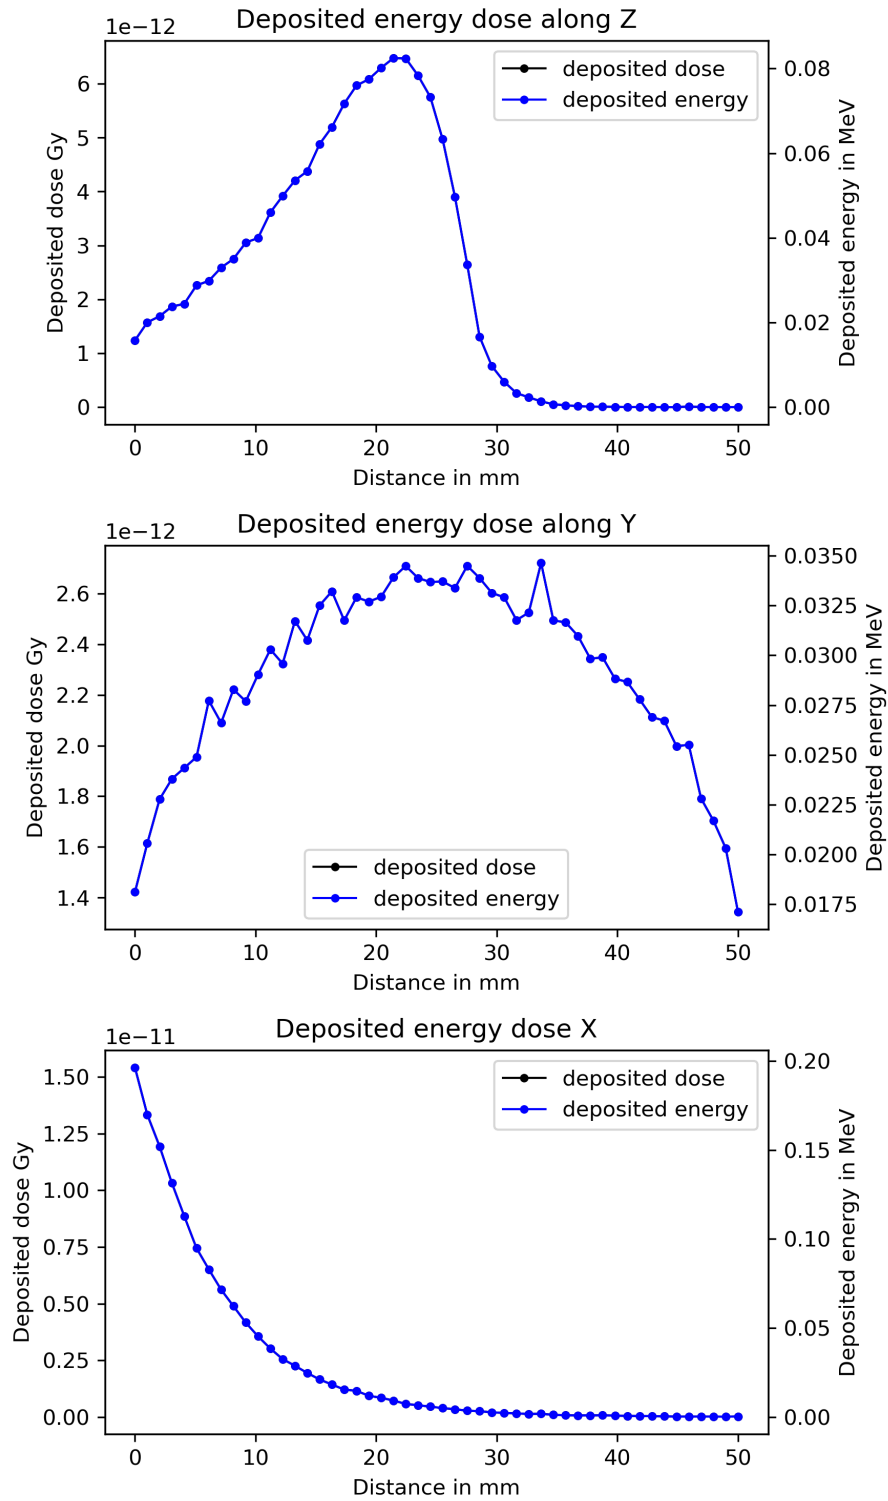 Deposited energy dose along Z
1e−12
deposited dose
deposited energy
6
5
4
3
2
1
0
Deposited dose Gy
0.08
0.06
0.04
0.02
0.00
Deposited energy in MeV
0 10 20 30 40 50
Distance in mm
Deposited energy dose along Y
1e−12
2.6
2.4
2.2
2.0
1.8
1.6
1.4
Deposited dose Gy
0.0350
0.0325
0.0300
0.0275
0.0250
0.0225
0.0200
0.0175
Deposited energy in MeV
deposited dose
deposited energy
0 10 20 30 40 50
Distance in mm
Deposited energy dose X
1e−11
deposited dose
deposited energy
1.50
1.25
1.00
0.75
0.50
0.25
0.00
Deposited dose Gy
0.20
0.15
0.10
0.05
0.00
Deposited energy in MeV
0 10 20 30 40 50
Distance in mm